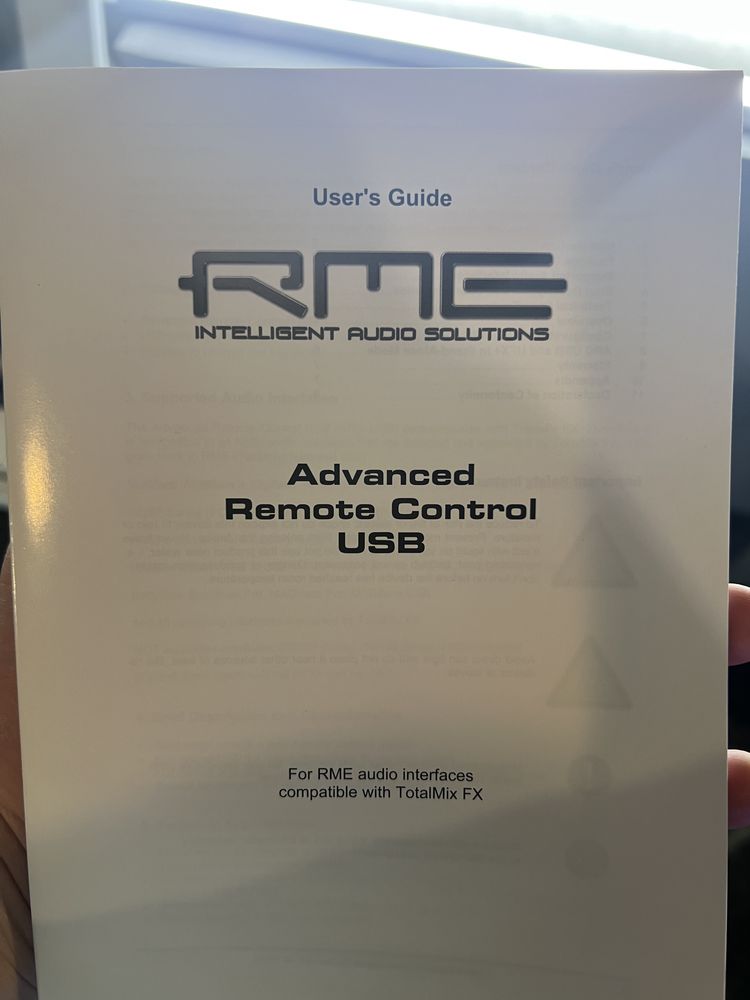 User's Guide
RME
INTELLIGENT AUDIO SOLUTIONS
Advanced
Remote Control
USB
For RME audio interfaces
compatible with TotalMix FX